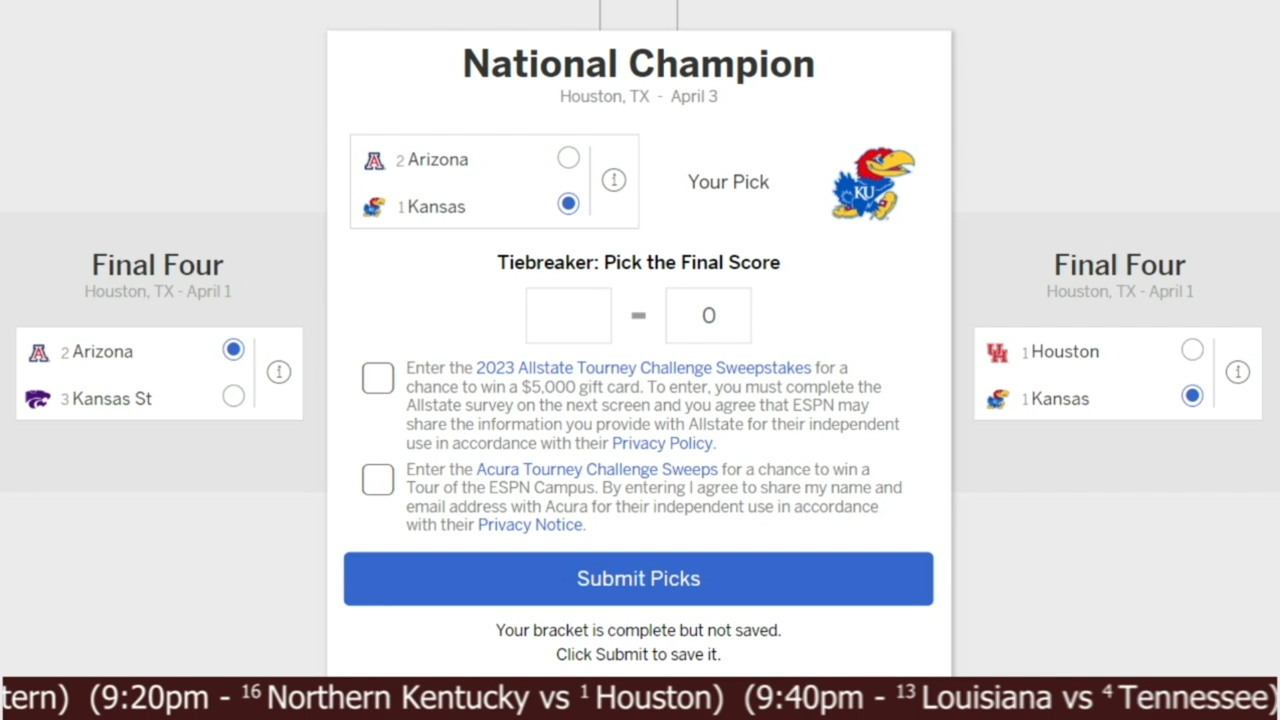 National Champion
Houston, TX - April 3
2 Arizona
1 Kansas
Your Pick
KU
Tiebreaker: Pick the Final Score
- 0
Final Four
Houston, TX - April 1
A 2 Arizona
3 Kansas St
Final Four
Houston, TX - April 1
UH 1 Houston
1 Kansas
Enter the 2023 Allstate Tourney Challenge Sweepstakes for a
chance to win a $5,000 gift card. To enter, you must complete the
Allstate survey on the next screen and you agree that ESPN may
share the information you provide with Allstate for their independent
use in accordance with their Privacy Policy.
Enter the Acura Tourney Challenge Sweeps for a chance to win a
Tour of the ESPN Campus. By entering I agree to share my name and
email address with Acura for their independent use in accordance
with their Privacy Notice.
Submit Picks
Your bracket is complete but not saved.
Click Submit to save it.
tern) (9:20pm - 16 Northern Kentucky vs 1 Houston) (9:40pm - 13 Louisiana vs 4 Tennessee)